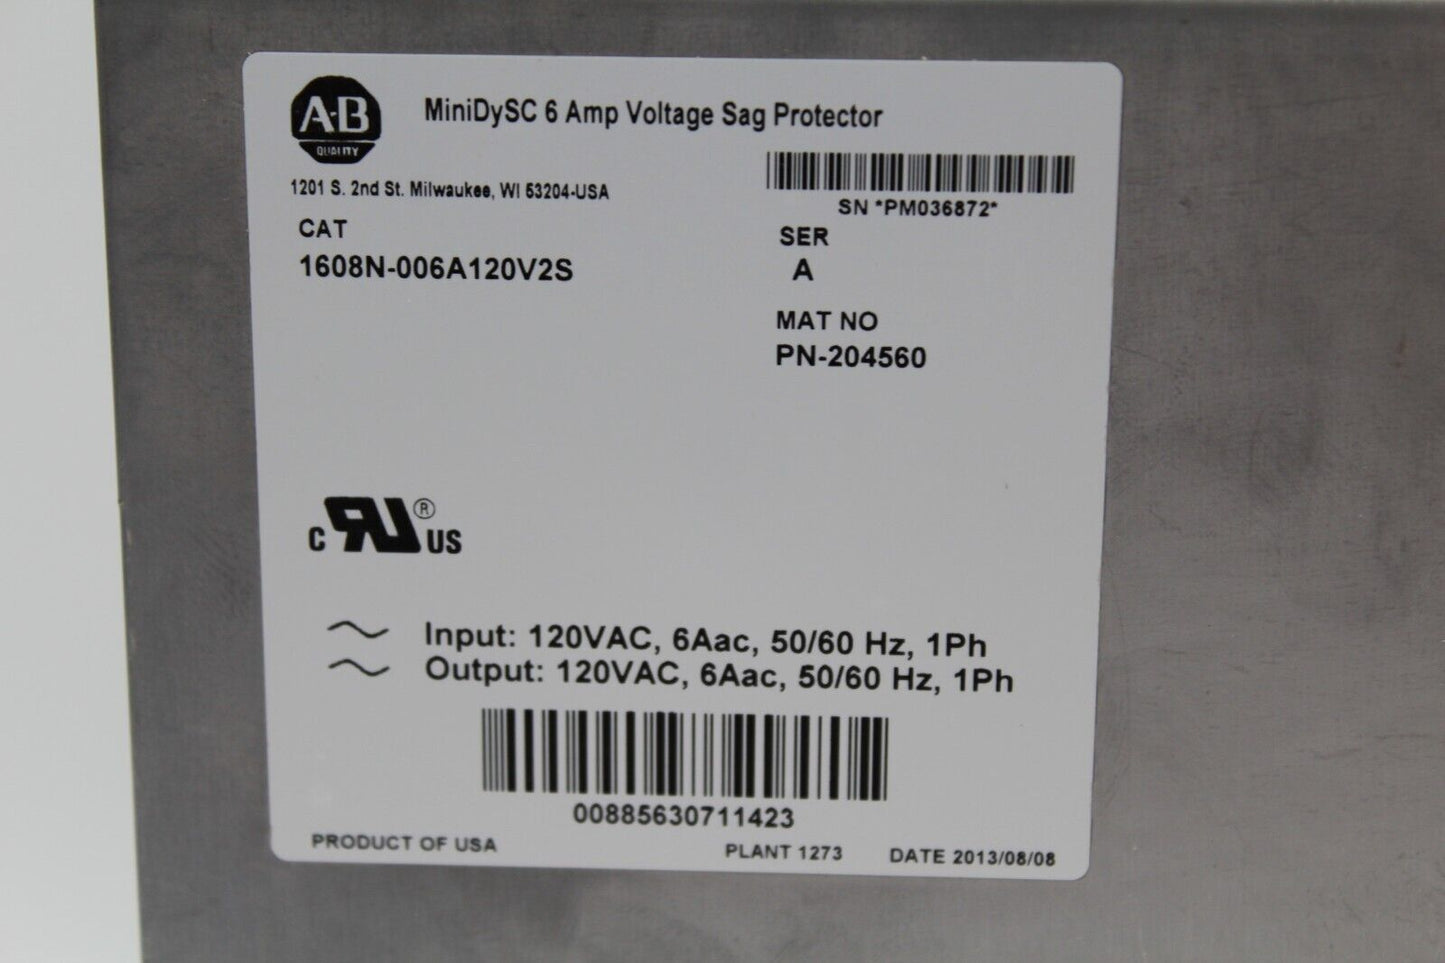 A-B
QUALITY
MiniDySC 6 Amp Voltage Sag Protector
1201 S. 2nd St. Milwaukee, WI 53204-USA
SN *PM036872*
CAT
1608N-006A120V2S
SER
A
MAT NO
PN-204560
C RU ® US
Input: 120VAC, 6Aac, 50/60 Hz, 1Ph
Output: 120VAC, 6Aac, 50/60 Hz, 1Ph
00885630711423
PRODUCT OF USA
PLANT 1273
DATE 2013/08/08